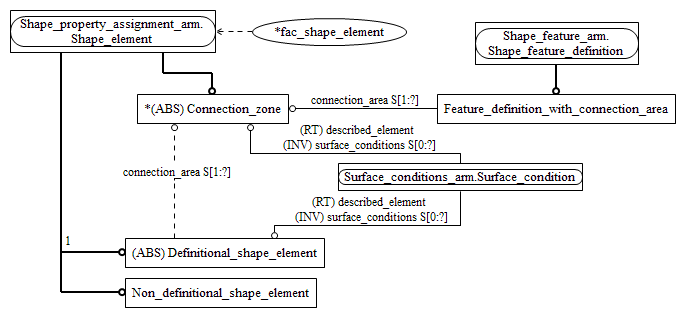 Shape_property_assignment_arm.
Shape_element
*fac_shape_element
Shape_feature_arm.
Shape_feature_definition
*(ABS) Connection_zone
connection_area S[1:?]
Feature_definition_with_connection_area
(RT) described_element
(INV) surface_conditions S[0:?]
connection_area S[1:?]
Surface_conditions_arm.Surface_condition
(RT) described_element
(INV) surface_conditions S[0:?]
1
(ABS) Definitional_shape_element
Non_definitional_shape_element